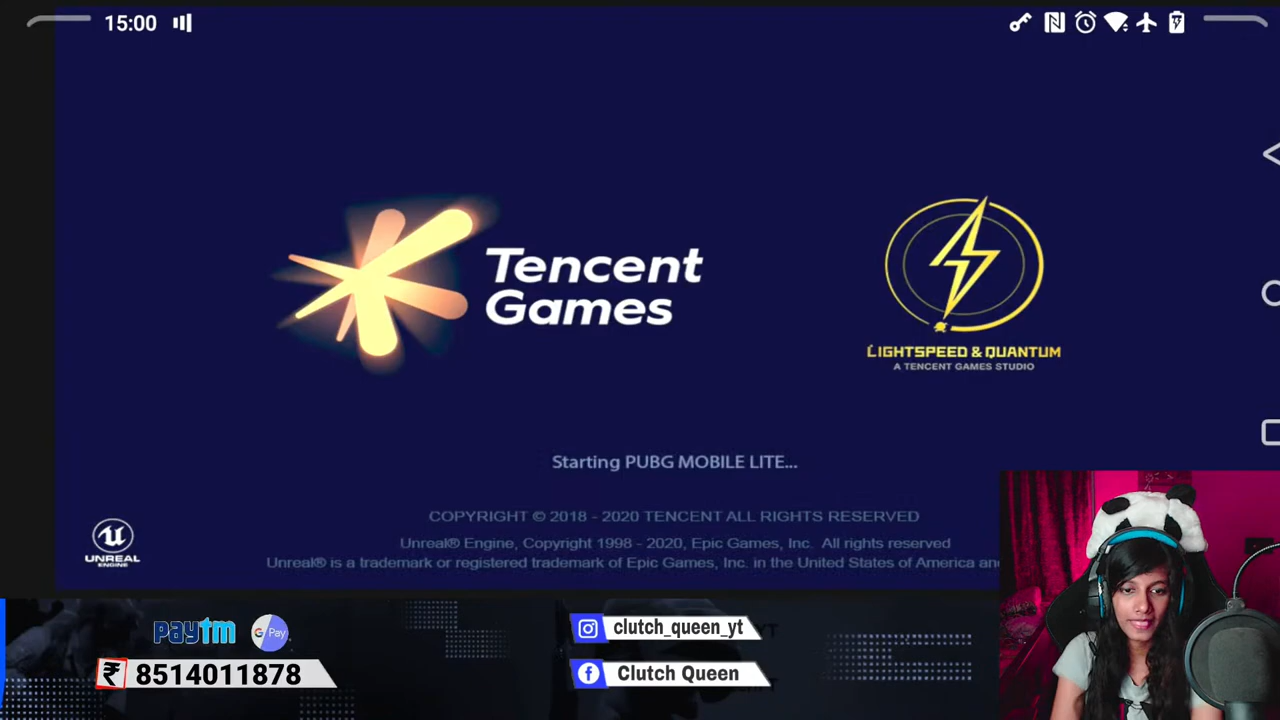 15:00
Tencent
Games
LIGHTSPEED & QUANTUM
A TENCENT GAMES STUDIO
Starting PUBG MOBILE LITE...
COPYRIGHT © 2018 - 2020 TENCENT ALL RIGHTS RESERVED
Unreal® Engine, Copyright 1998 - 2020, Epic Games, Inc. All rights reserved
Unreal® is a trademark or registered trademark of Epic Games, Inc. in the United States of America
UNREAL
ENGINE
paytm
G Pay
₹ 8514011878
clutch_queen_yt
Clutch Queen